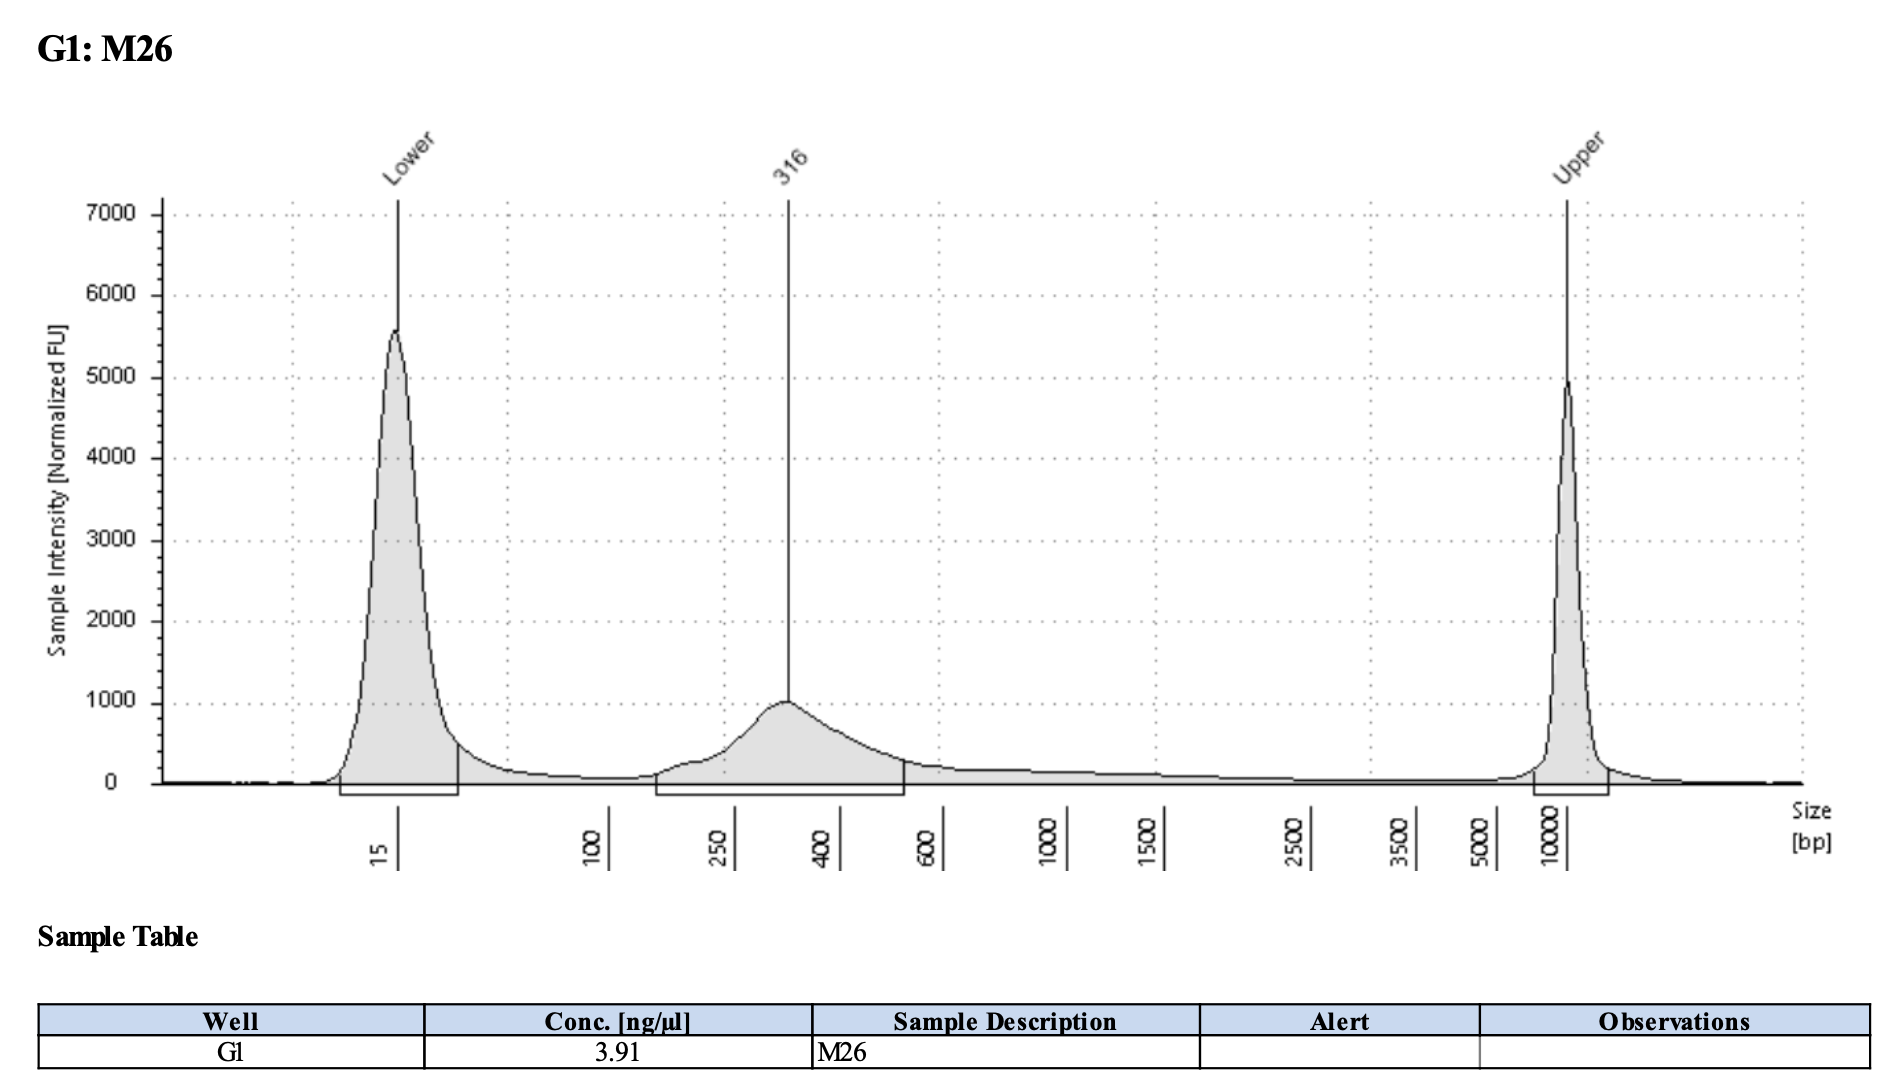 G1: M26
Lower
316
Upper
7000
6000
5000
4000
3000
2000
1000
0
Sample Intensity [Normalized FU]
15
100
250
400
600
1000
1500
2500
3500
5000
10000
Size
[bp]
Sample Table
Well Conc. [ng/µl] Sample Description Alert Observations
G1 3.91 M26